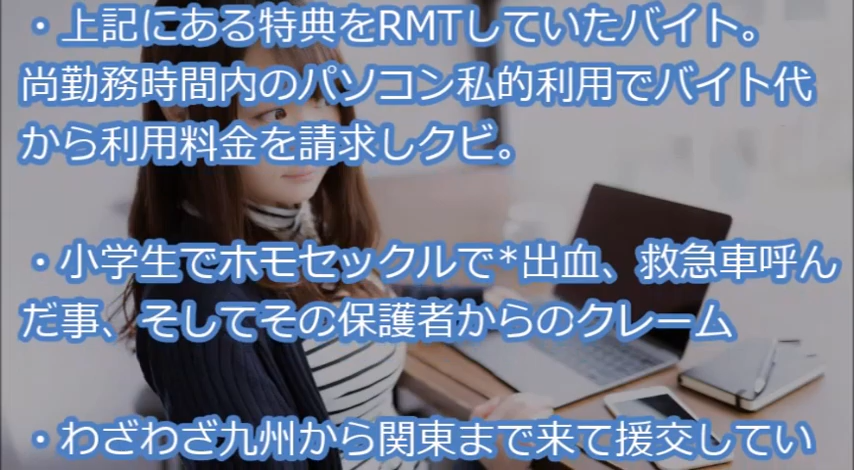 ・上記にある特典をRMTしていたバイト。
尚勤務時間内のパソコン私的利用でバイト代
から利用料金を請求しクビ。
・小学生でホモセックルで*出血、救急車呼ん
だ事、そしてその保護者からのクレーム
・わざわざ九州から関東まで来て援交してい